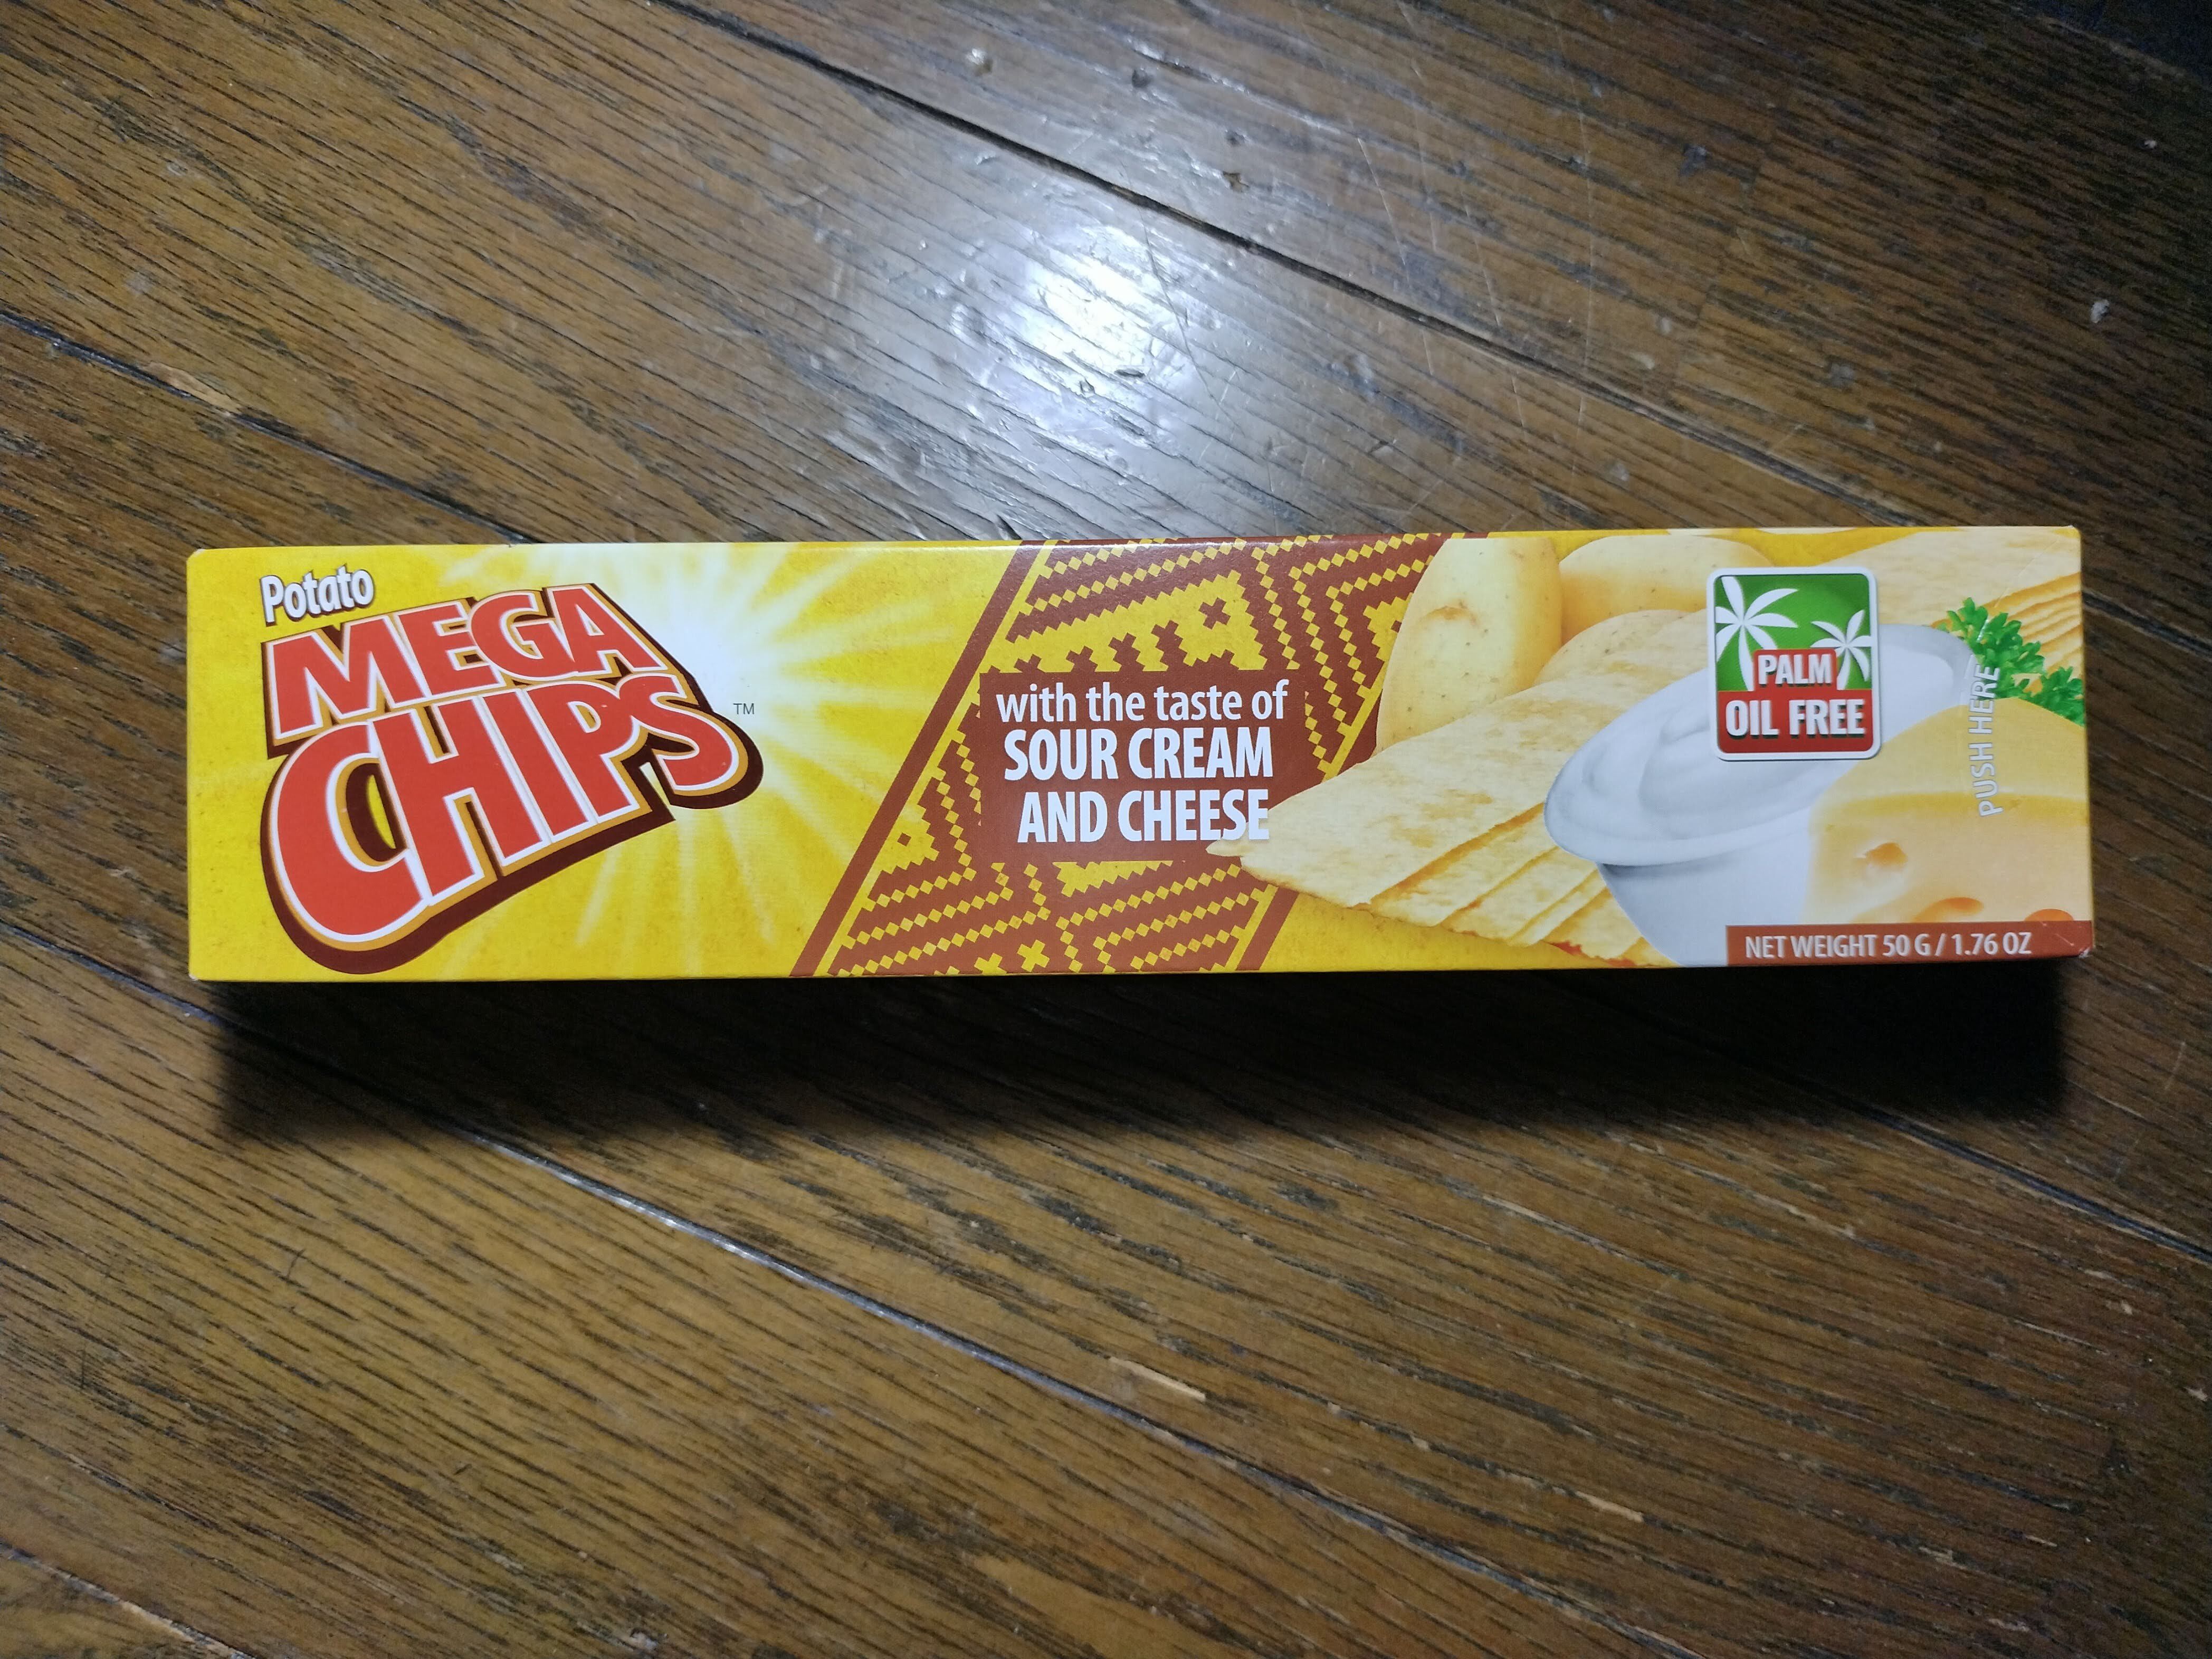 Potato
MEGA
CHIPS
TM
with the taste of
SOUR CREAM
AND CHEESE
PALM
OIL FREE
PUSH HERE
NET WEIGHT 50 G / 1.76 OZ